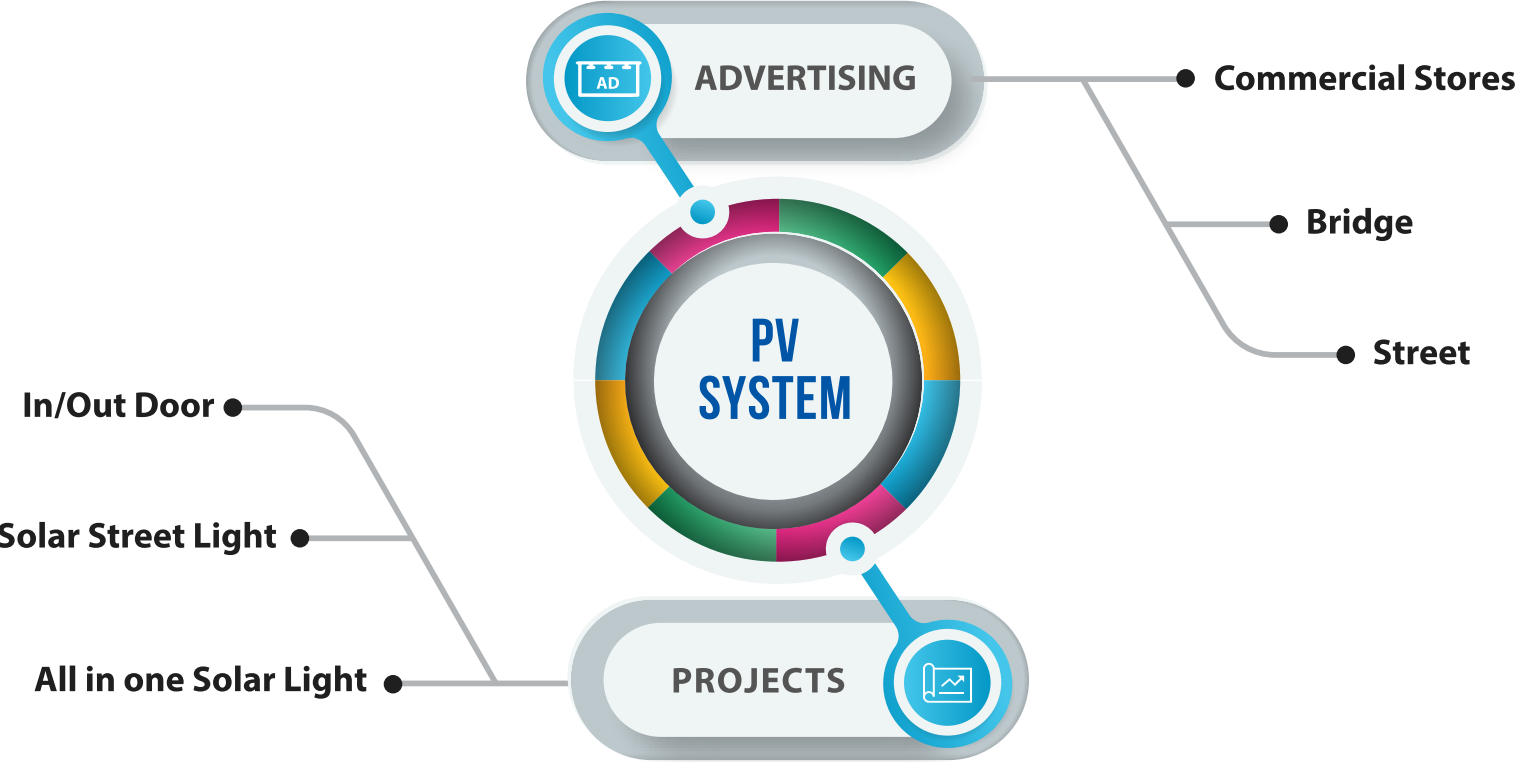 AD
ADVERTISING
Commercial Stores
Bridge
Street
PV
SYSTEM
In/Out Door
Solar Street Light
All in one Solar Light
PROJECTS